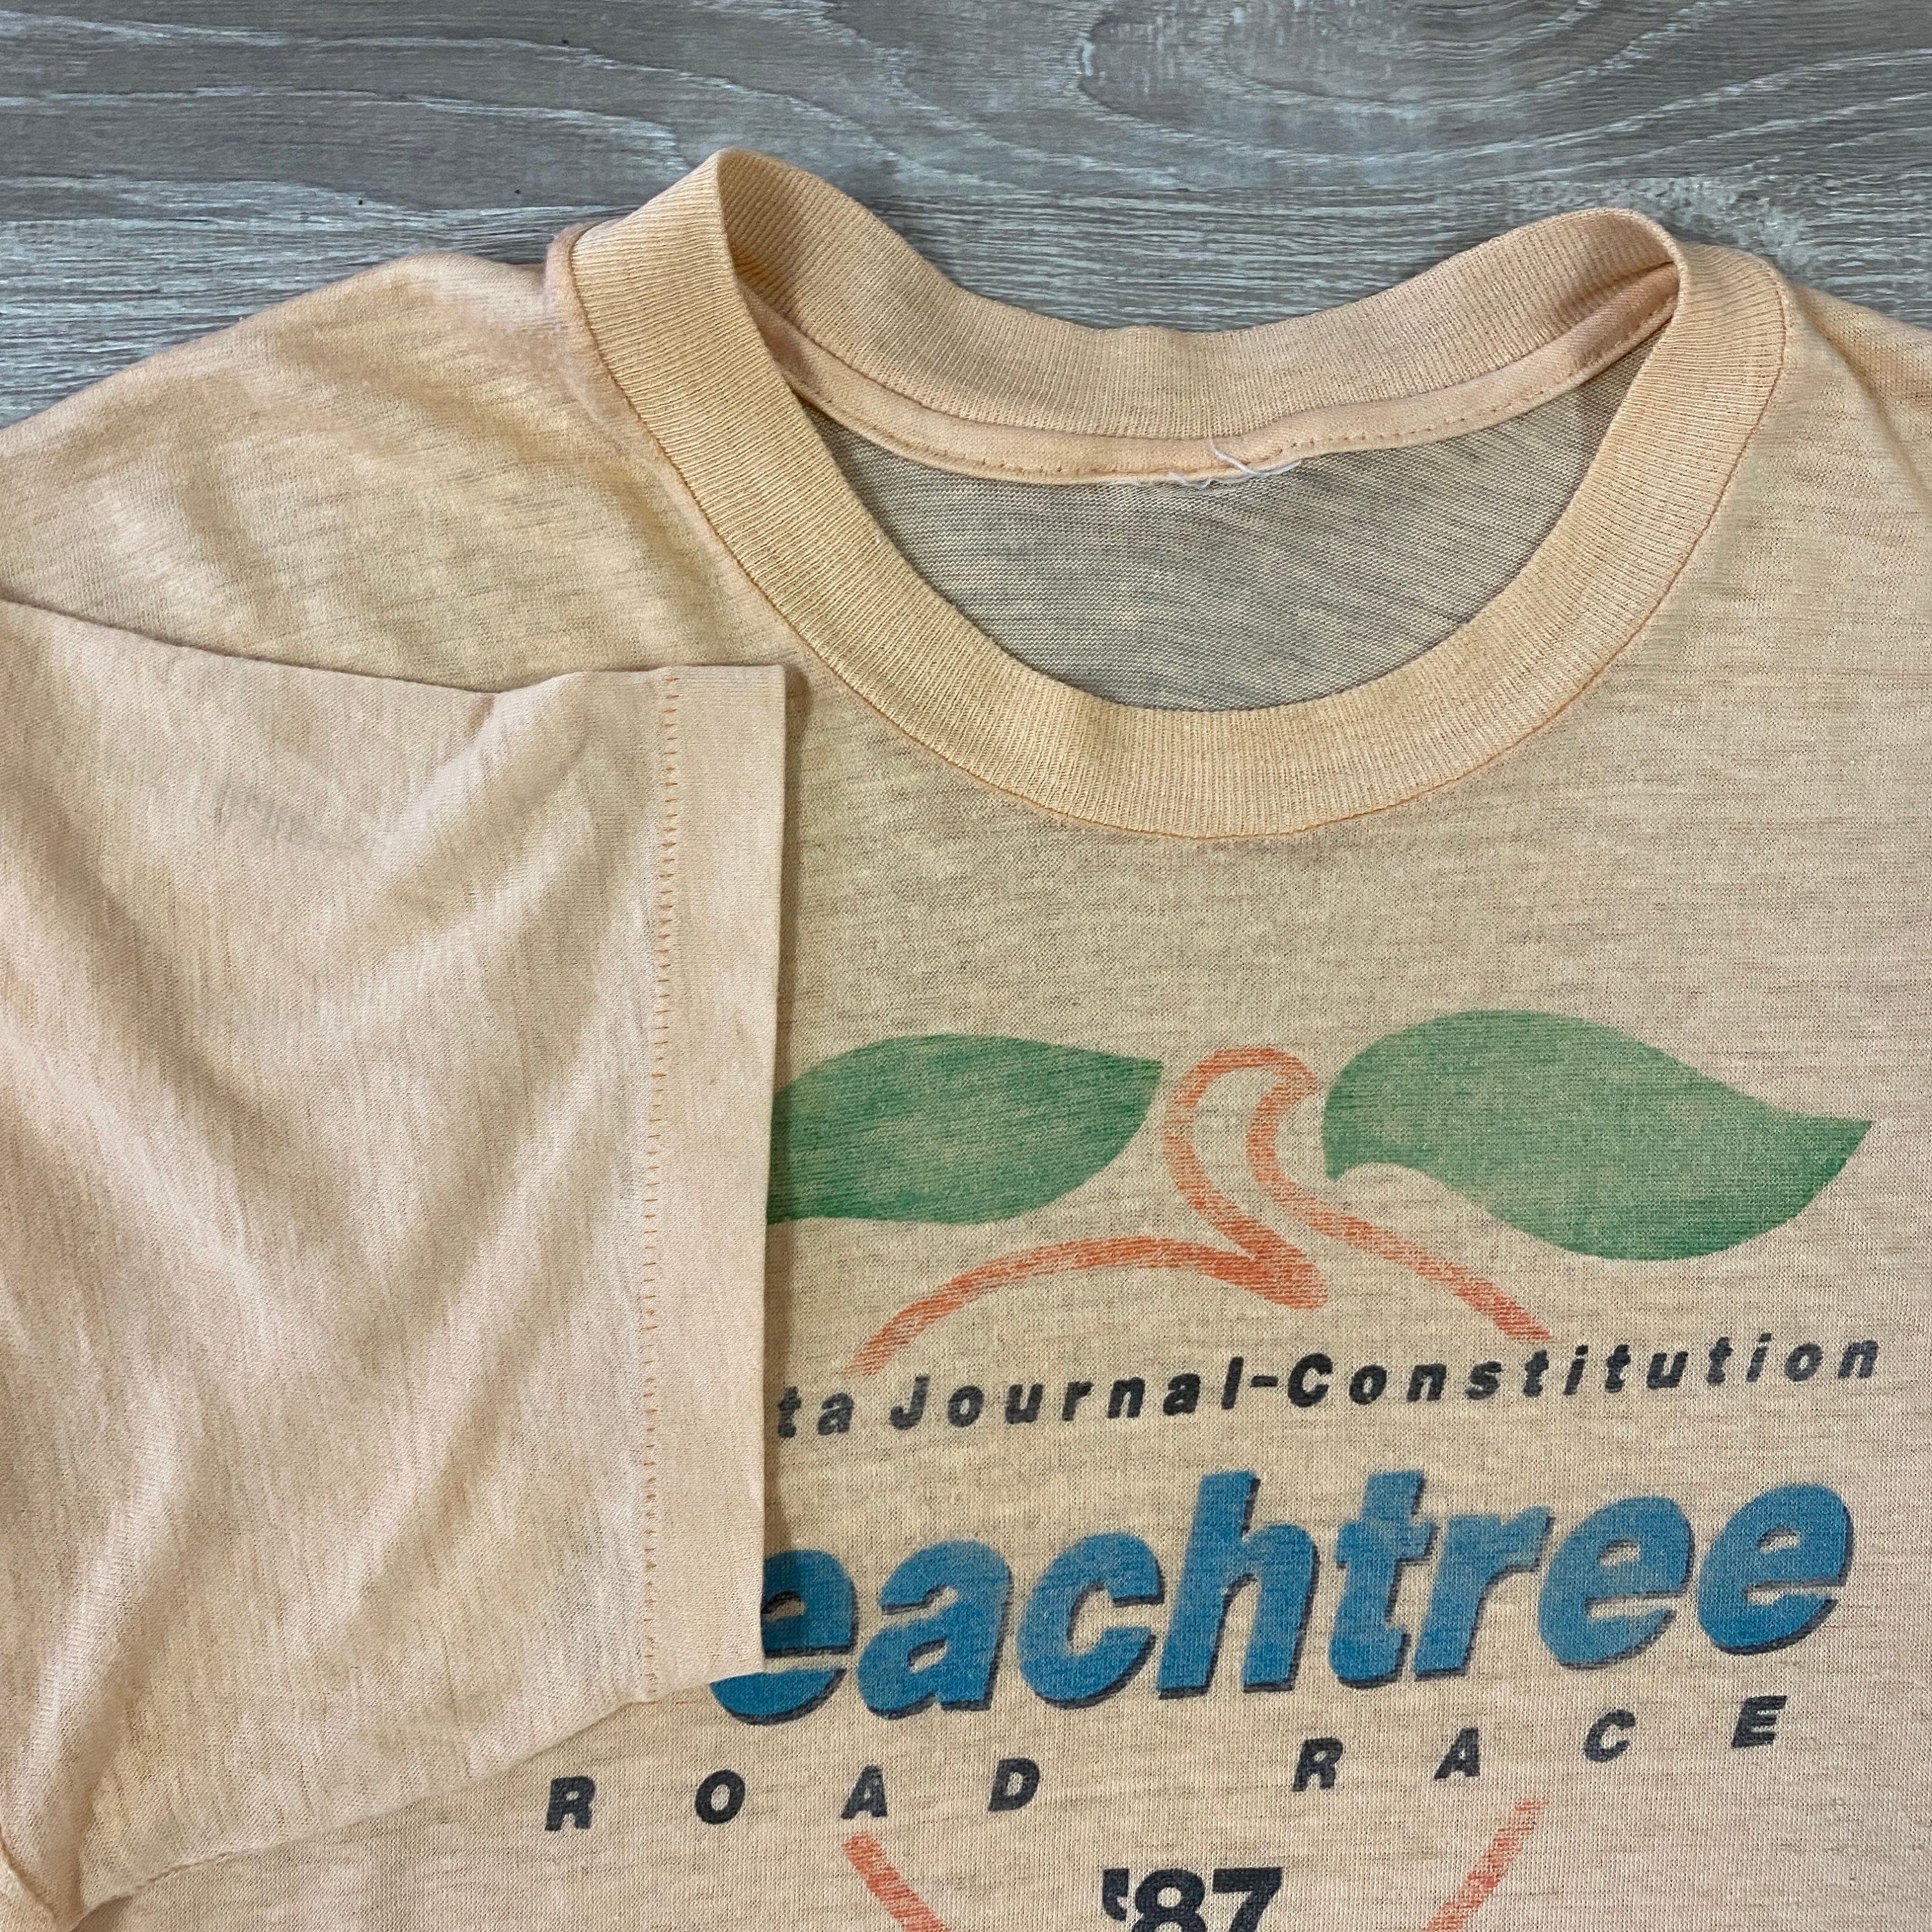 ta Journal-Constitution
eachtree
ROAD RACE
'87